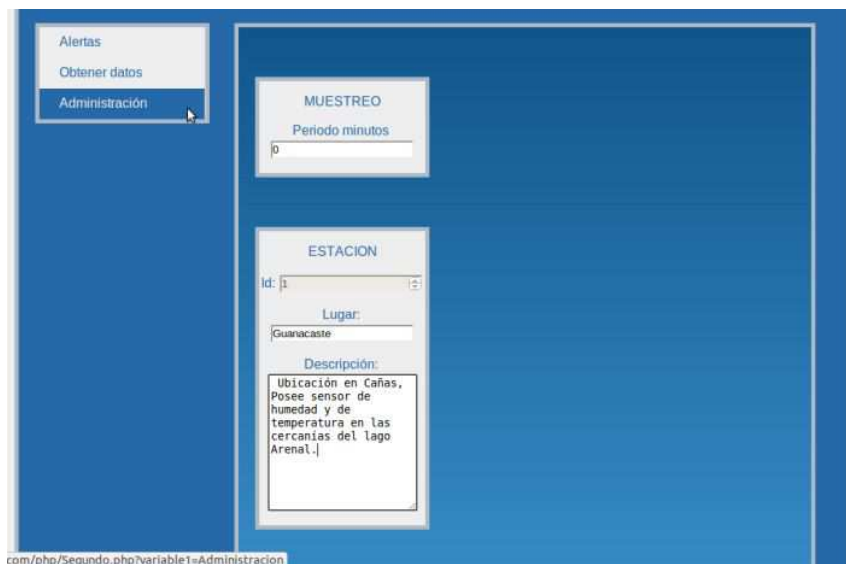 Alertas
Obtener datos
Administración
MUESTREO
Periodo minutos
0
ESTACION
Id: 1
Lugar:
Guanacaste
Descripción:
Ubicación en Cañas,
Posee sensor de
humedad y de
temperatura en las
cercanías del lago
Arenal.
com/php/Segundo.php?variable1=Administracion